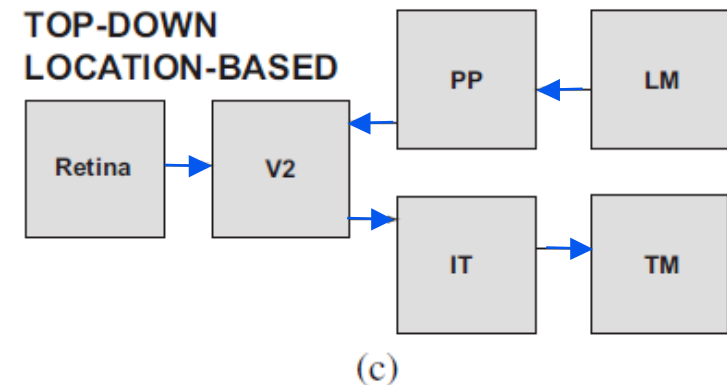 TOP-DOWN
LOCATION-BASED
PP
LM
Retina
V2
IT
TM
(c)